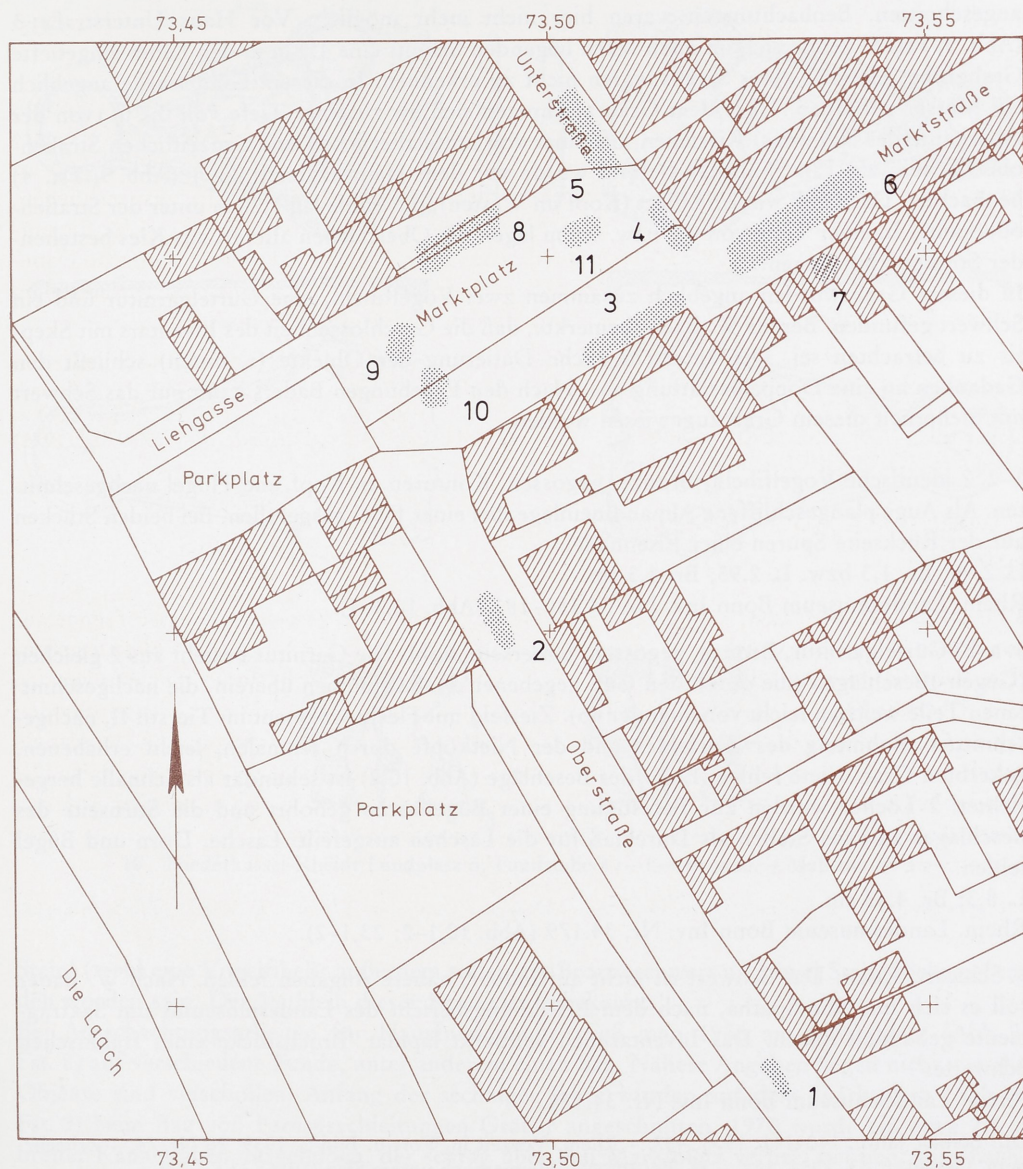 73,45
73,50
73,55
Unterstraße
Marktstraße
5
6
8
4
11
Marktplatz
7
3
9
10
Liehgasse
Parkplatz
2
Oberstraße
Parkplatz
Die Laach
1
73,45
73,50
73,55